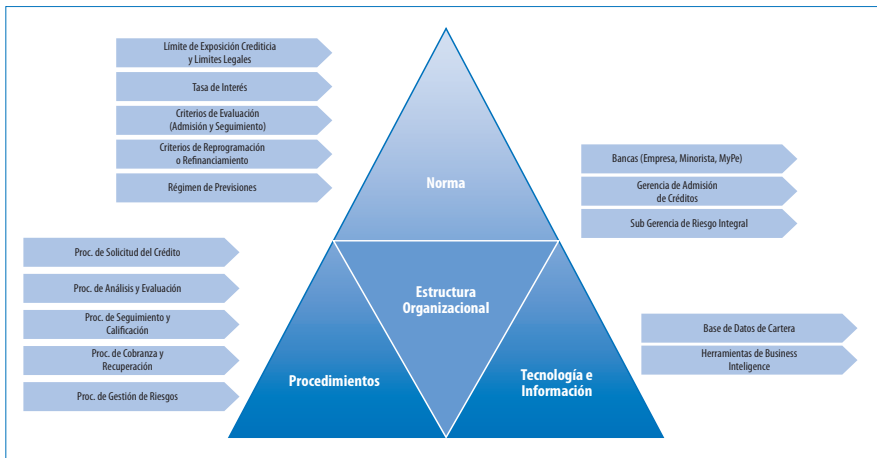 Límite de Exposición Crediticia
y Limites Legales
Tasa de Interés
Criterios de Evaluación
(Admisión y Seguimiento)
Criterios de Reprogramación
o Refinanciamiento
Régimen de Previsiones
Norma
Bancas (Empresa, Minorista, MyPe)
Gerencia de Admisión
de Créditos
Sub Gerencia de Riesgo Integral
Proc. de Solicitud del Crédito
Proc. de Análisis y Evaluación
Proc. de Seguimiento y
Calificación
Proc. de Cobranza y
Recuperación
Proc. de Gestión de Riesgos
Estructura
Organizacional
Procedimientos
Tecnología e
Información
Base de Datos de Cartera
Herramientas de Business
Inteligence